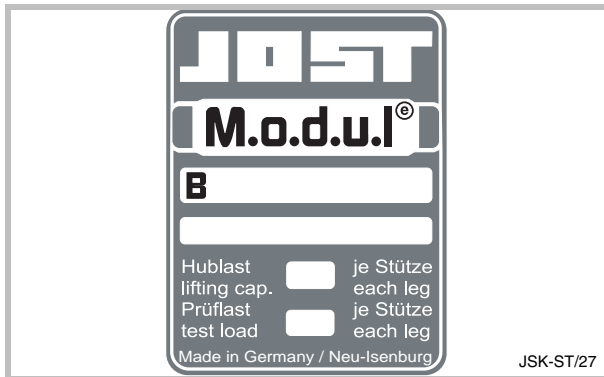 JOST
M.o.d.u.l®
B
Hublast je Stütze
lifting cap. each leg
Prüflast je Stütze
test load each leg
Made in Germany / Neu-Isenburg
JSK-ST/27